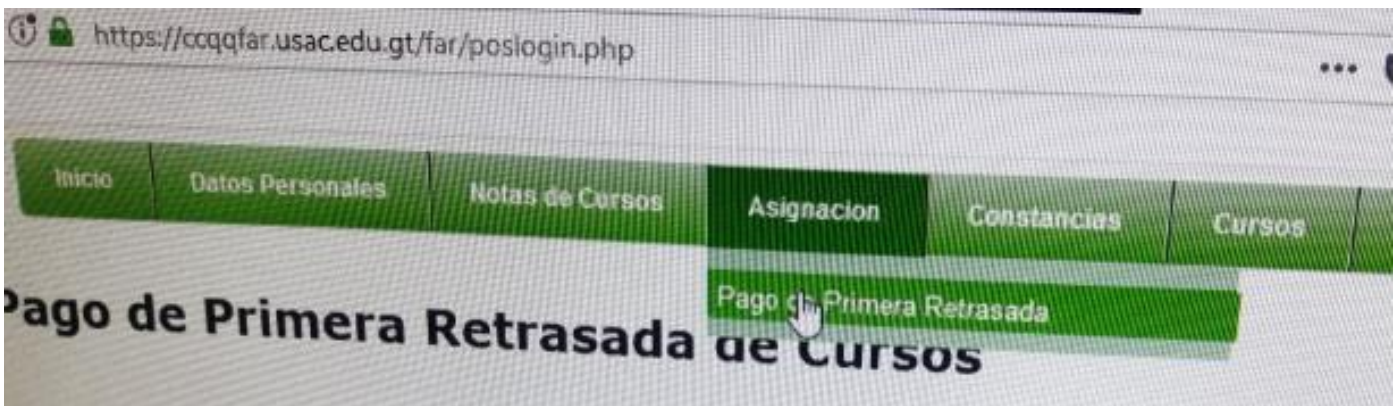 https://ccqqfar.usac.edu.gt/far/poslogin.php
Inicio Datos Personales Notas de Cursos Asignacion Constancias Cursos
Pago de Primera Retrasada
Pago de Primera Retrasada de Cursos